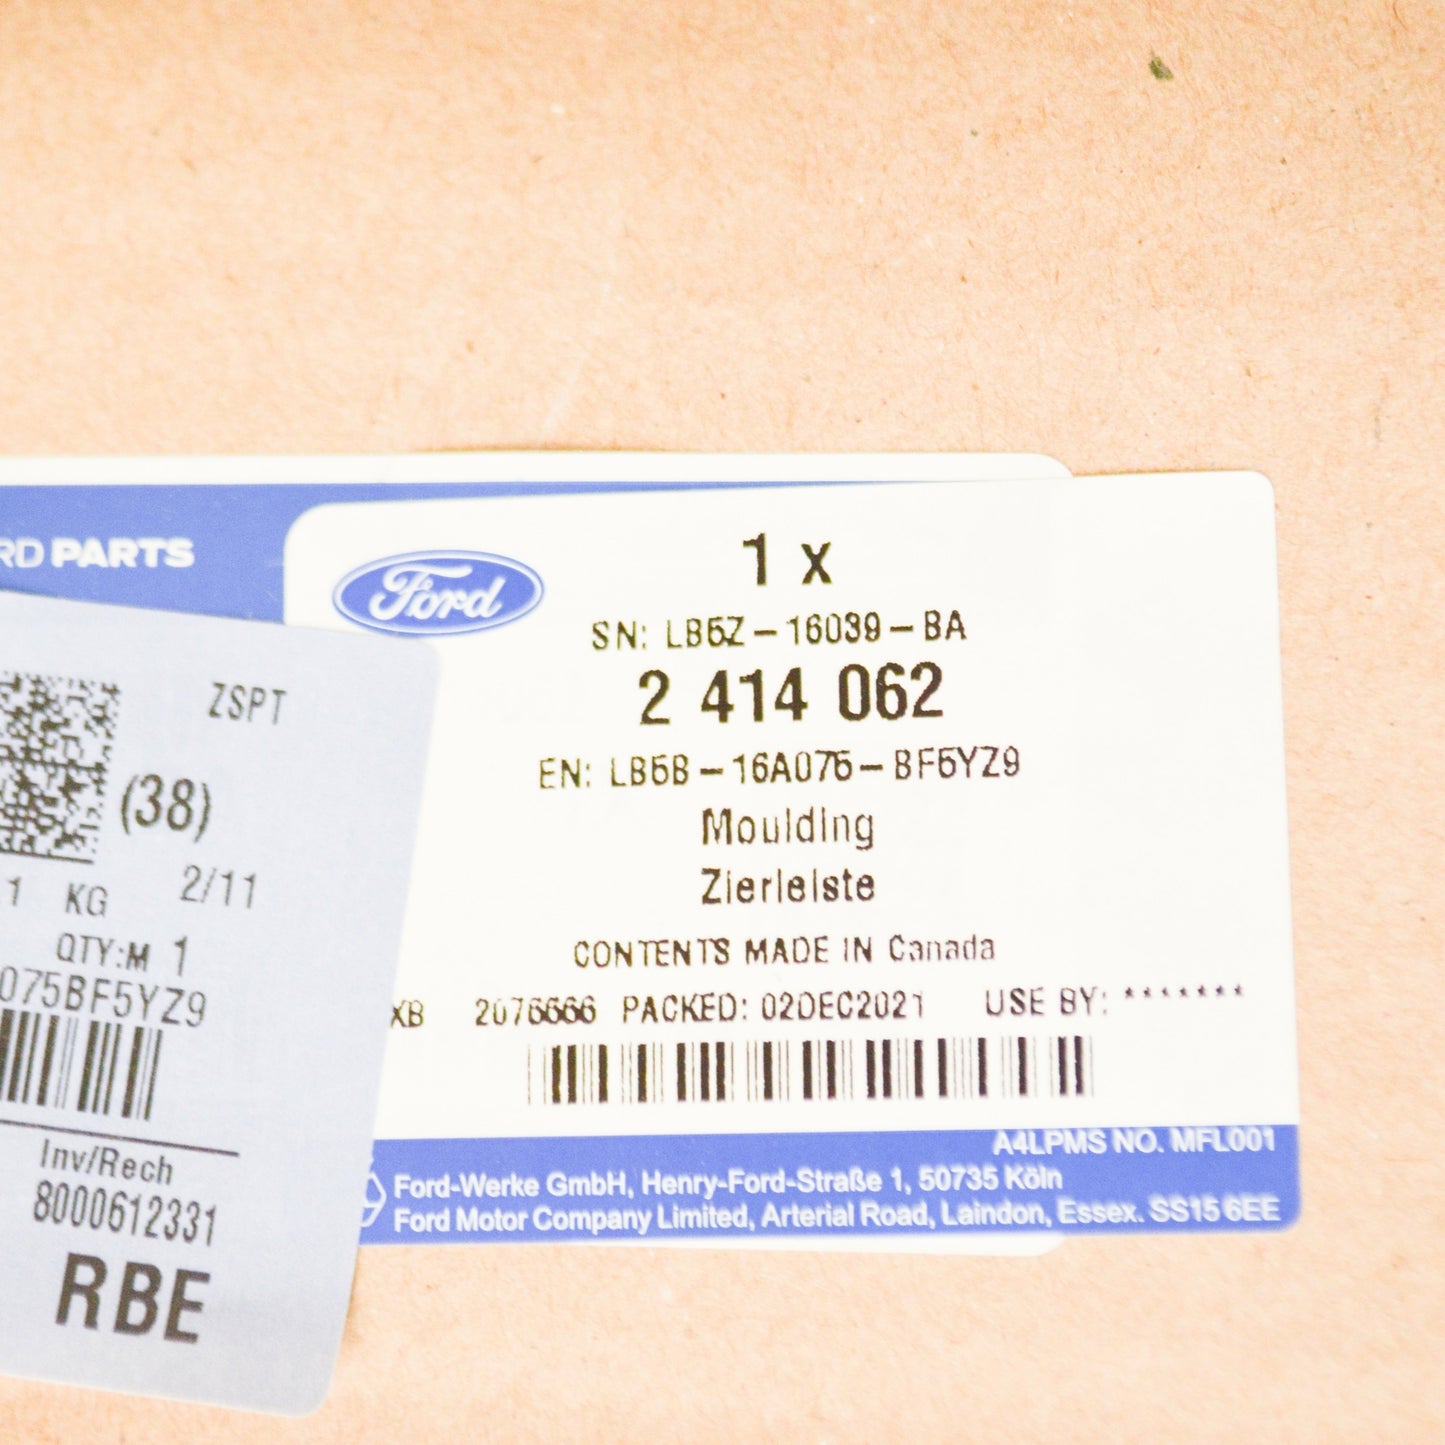 RD PARTS
Ford
1 x
SN: LB5Z-16039-BA
2 414 062
EN: LB5B-16A075-BF5YZ9
Moulding
Zierleiste
CONTENTS MADE IN Canada
XB 2076666 PACKED: 02DEC2021 USE BY: *******
A4LPMS NO. MFL001
Ford-Werke GmbH, Henry-Ford-Straße 1, 50735 Köln
Ford Motor Company Limited, Arterial Road, Laindon, Essex. SS15 6EE
ZSPT
(38)
1 KG 2/11
QTY:M 1
075BF5YZ9
Inv/Rech
8000612331
RBE